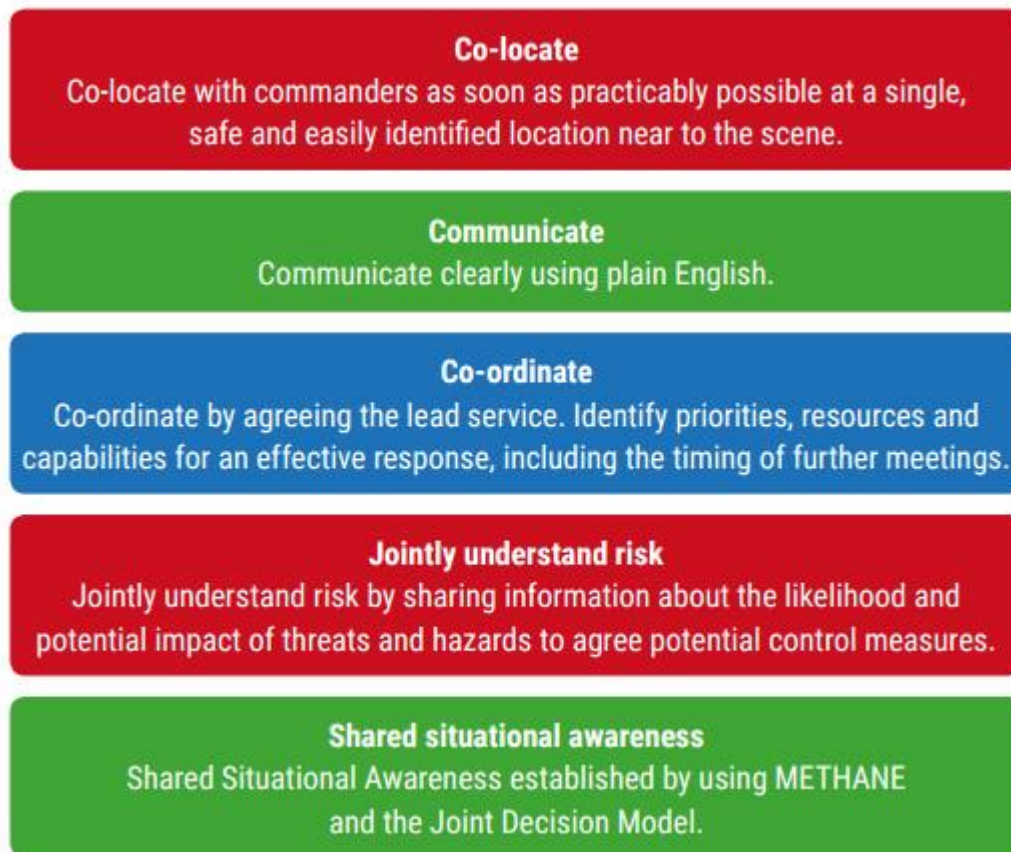 Co-locate
Co-locate with commanders as soon as practicably possible at a single,
safe and easily identified location near to the scene.
Communicate
Communicate clearly using plain English.
Co-ordinate
Co-ordinate by agreeing the lead service. Identify priorities, resources and
capabilities for an effective response, including the timing of further meetings.
Jointly understand risk
Jointly understand risk by sharing information about the likelihood and
potential impact of threats and hazards to agree potential control measures.
Shared situational awareness
Shared Situational Awareness established by using METHANE
and the Joint Decision Model.